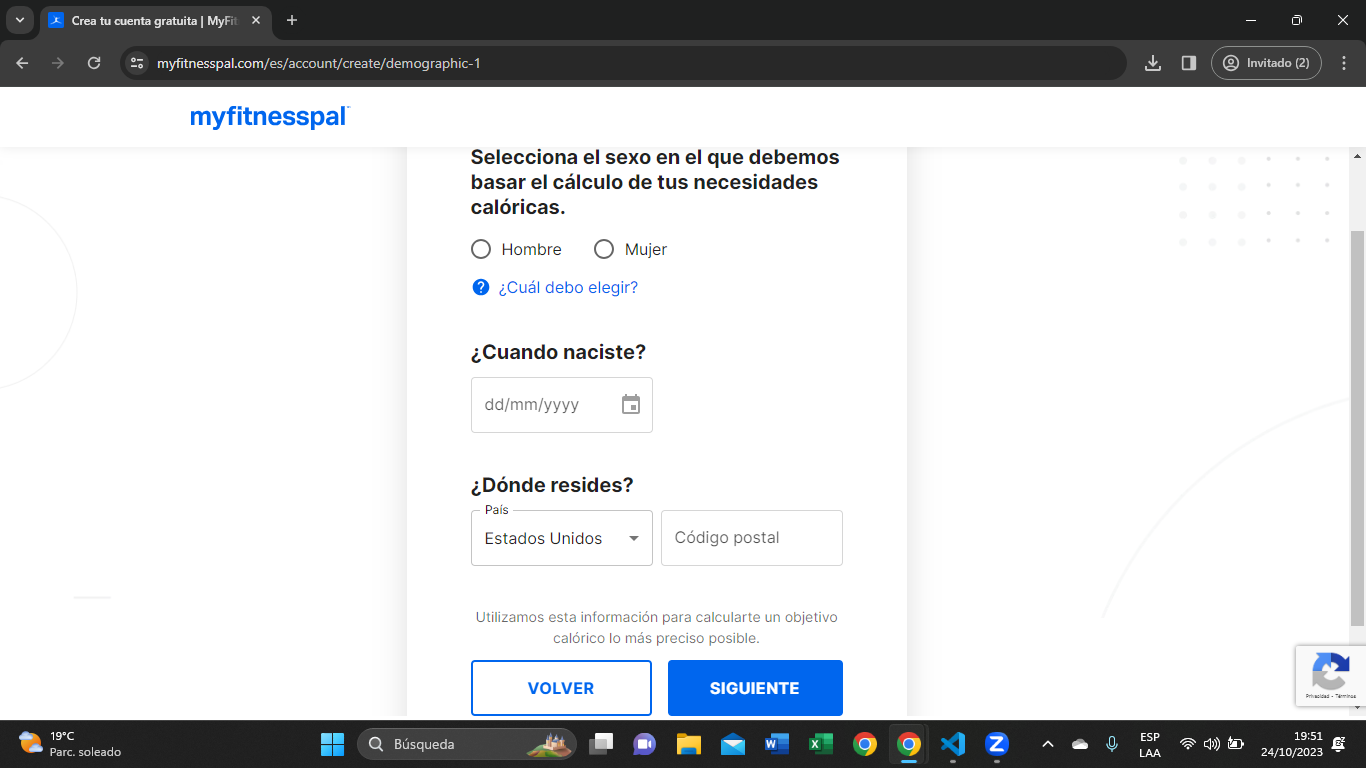 Crea tu cuenta gratuita | MyFit
myfitnesspal.com/es/account/create/demographic-1
Invitado (2)
myfitnesspal
Selecciona el sexo en el que debemos
basar el cálculo de tus necesidades
calóricas.
Hombre Mujer
¿Cuál debo elegir?
¿Cuando naciste?
dd/mm/yyyy
¿Dónde resides?
País
Estados Unidos Código postal
Utilizamos esta información para calcularte un objetivo
calórico lo más preciso posible.
VOLVER SIGUIENTE
Privacidad - Términos
19°C
Parc. soleado
Búsqueda
ESP
LAA
19:51
24/10/2023